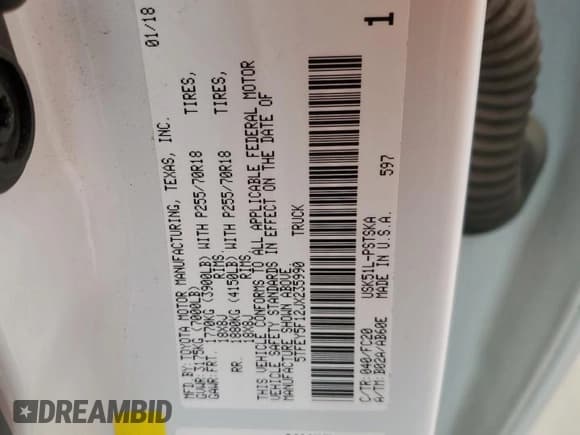 MFD.BY:TOYOTA MOTOR MANUFACTURING, TEXAS, INC. 01/18
GVWR:3175KG (7000LB)
GAWR:FRT. 1770KG (3900LB) WITH P255/70R18 TIRES,
18X8J RIMS,
RR. 1880KG (4150LB) WITH P255/70R18 TIRES,
18X8J RIMS,
THIS VEHICLE CONFORMS TO ALL APPLICABLE FEDERAL MOTOR
VEHICLE SAFETY STANDARDS IN EFFECT ON THE DATE OF
MANUFACTURE SHOWN ABOVE.
5TFEY5F12JX235990 TRUCK
1
C/TR:040/FC20 USK51L-PSTSKA
A/TM:B02A/AB60E MADE IN U.S.A. 597
DREAMBID